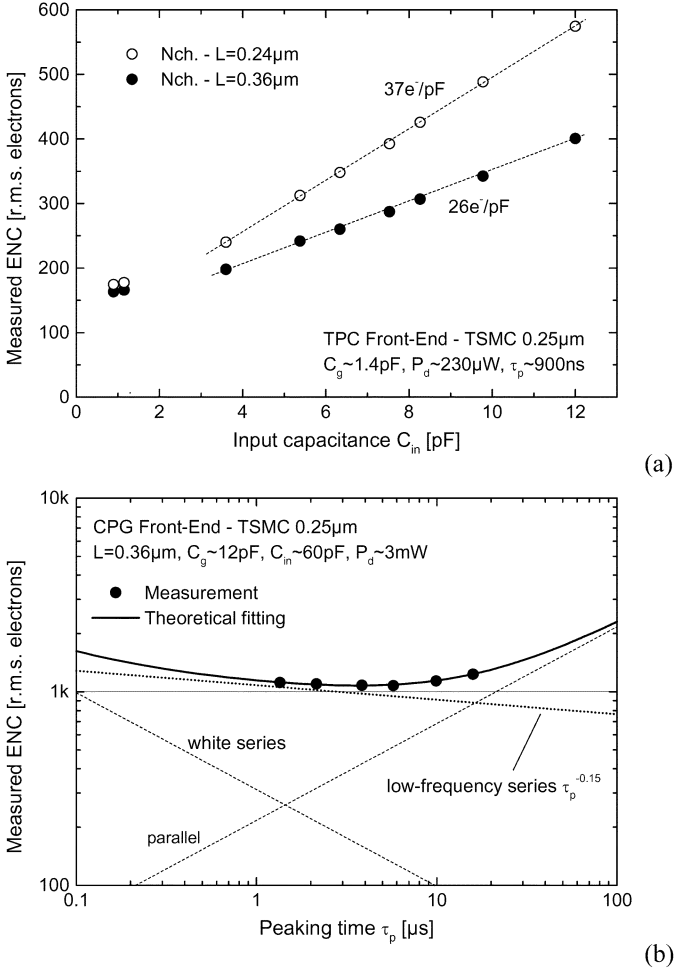 600
500
400
300
200
100
0
Measured ENC [r.m.s. electrons]
Nch. - L=0.24µm
Nch. - L=0.36µm
37e⁻/pF
26e⁻/pF
TPC Front-End - TSMC 0.25µm
C_g~1.4pF, P_d~230µW, τ_p~900ns
0 2 4 6 8 10 12
Input capacitance C_in [pF]
(a)
10k
1k
100
Measured ENC [r.m.s. electrons]
CPG Front-End - TSMC 0.25µm
L=0.36µm, C_g~12pF, C_in~60pF, P_d~3mW
Measurement
Theoretical fitting
white series
low-frequency series τ_p^-0.15
parallel
0.1 1 10 100
Peaking time τ_p [µs]
(b)